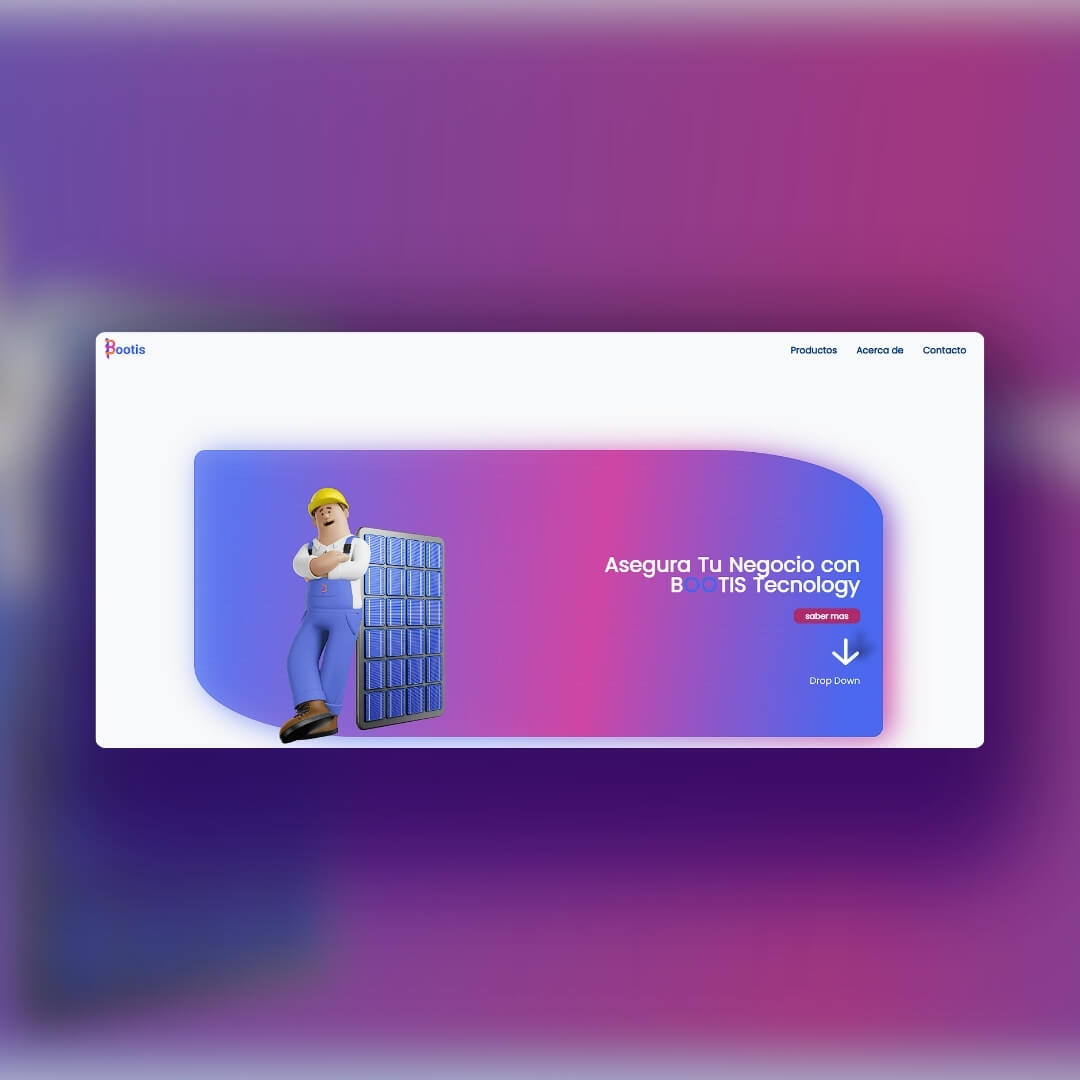 Bootis
Productos Acerca de Contacto
Asegura Tu Negocio con
BOOTIS Tecnology
saber mas
Drop Down